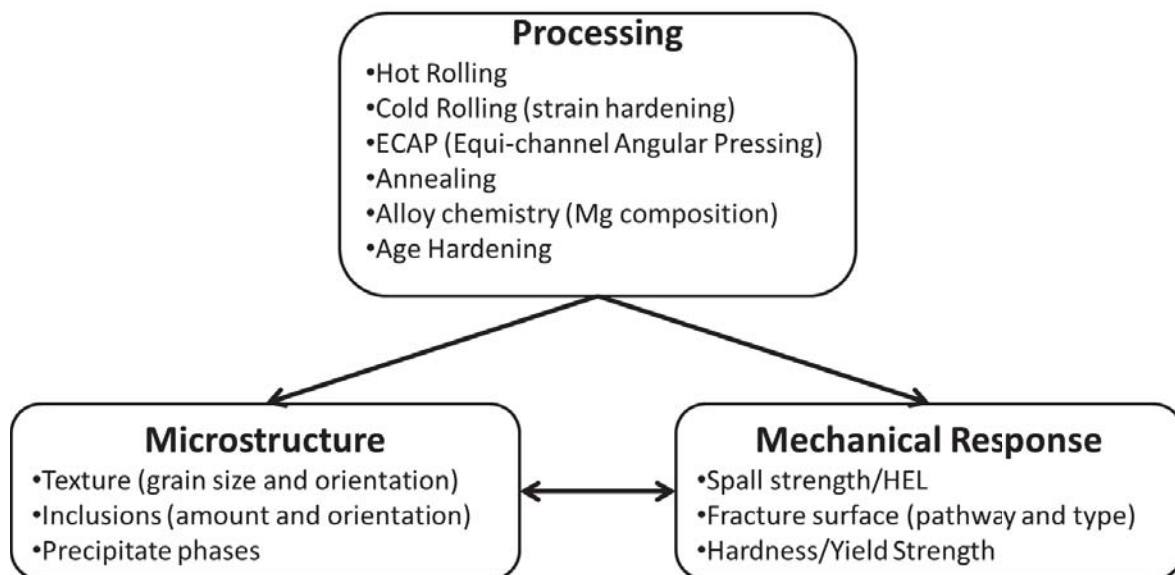 Processing
•Hot Rolling
•Cold Rolling (strain hardening)
•ECAP (Equi-channel Angular Pressing)
•Annealing
•Alloy chemistry (Mg composition)
•Age Hardening
Microstructure
•Texture (grain size and orientation)
•Inclusions (amount and orientation)
•Precipitate phases
Mechanical Response
•Spall strength/HEL
•Fracture surface (pathway and type)
•Hardness/Yield Strength